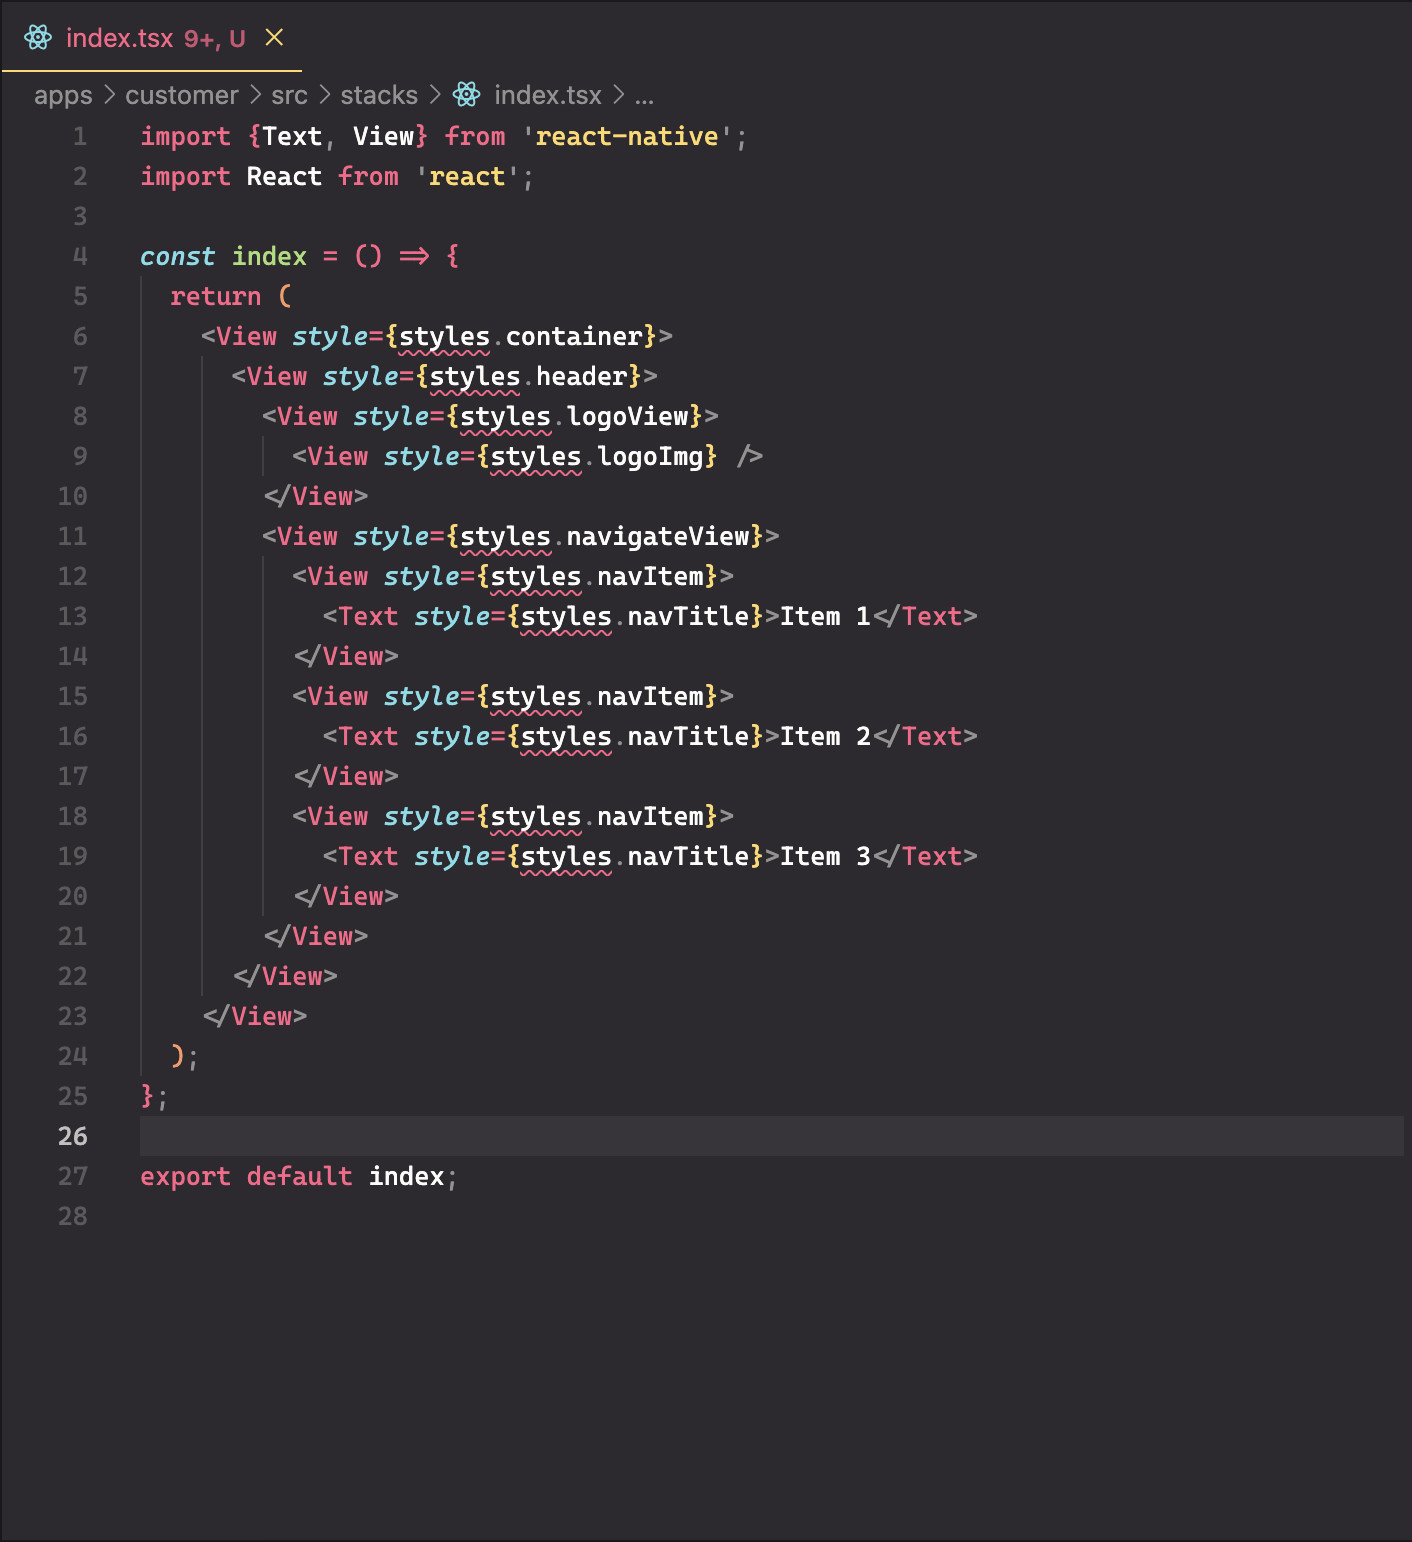 index.tsx 9+, U
apps > customer > src > stacks > index.tsx > ...
1 import {Text, View} from 'react-native';
2 import React from 'react';
3
4 const index = () => {
5   return (
6     <View style={styles.container}>
7       <View style={styles.header}>
8         <View style={styles.logoView}>
9           <View style={styles.logoImg} />
10         </View>
11         <View style={styles.navigateView}>
12           <View style={styles.navItem}>
13             <Text style={styles.navTitle}>Item 1</Text>
14           </View>
15           <View style={styles.navItem}>
16             <Text style={styles.navTitle}>Item 2</Text>
17           </View>
18           <View style={styles.navItem}>
19             <Text style={styles.navTitle}>Item 3</Text>
20           </View>
21         </View>
22       </View>
23     </View>
24   );
25 };
26
27 export default index;
28